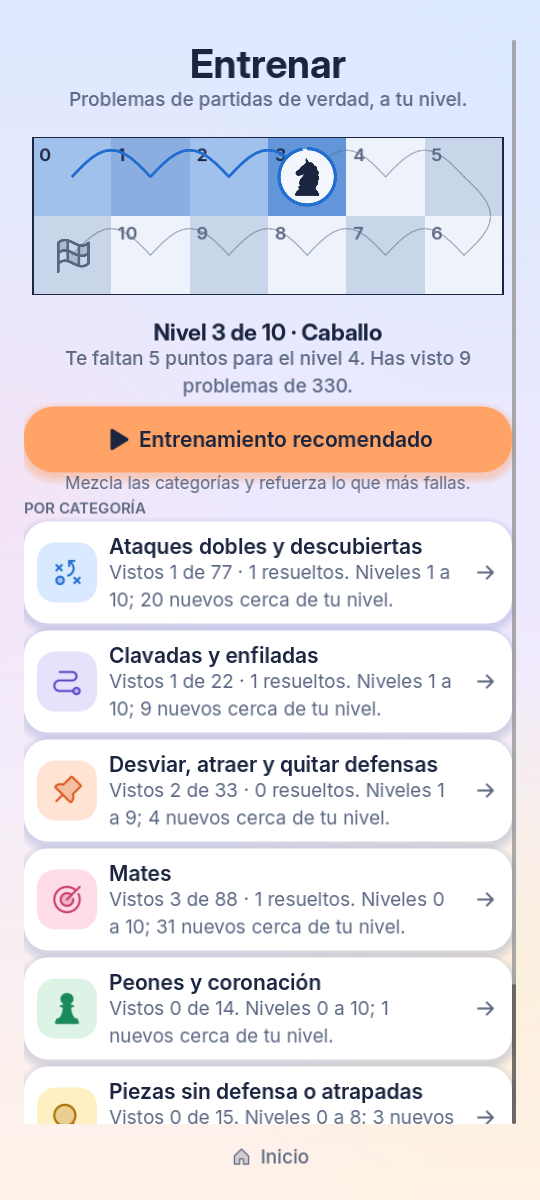 Entrenar
Problemas de partidas de verdad, a tu nivel.
0 1 2 3 4 5
10 9 8 7 6
Nivel 3 de 10 · Caballo
Te faltan 5 puntos para el nivel 4. Has visto 9
problemas de 330.
Entrenamiento recomendado
Mezcla las categorías y refuerza lo que más fallas.
POR CATEGORÍA
Ataques dobles y descubiertas
Vistos 1 de 77 · 1 resueltos. Niveles 1 a
10; 20 nuevos cerca de tu nivel.
Clavadas y enfiladas
Vistos 1 de 22 · 1 resueltos. Niveles 1 a
10; 9 nuevos cerca de tu nivel.
Desviar, atraer y quitar defensas
Vistos 2 de 33 · 0 resueltos. Niveles 1
a 9; 4 nuevos cerca de tu nivel.
Mates
Vistos 3 de 88 · 1 resueltos. Niveles 0
a 10; 31 nuevos cerca de tu nivel.
Peones y coronación
Vistos 0 de 14. Niveles 0 a 10; 1
nuevos cerca de tu nivel.
Piezas sin defensa o atrapadas
Vistos 0 de 15. Niveles 0 a 8; 3 nuevos
Inicio